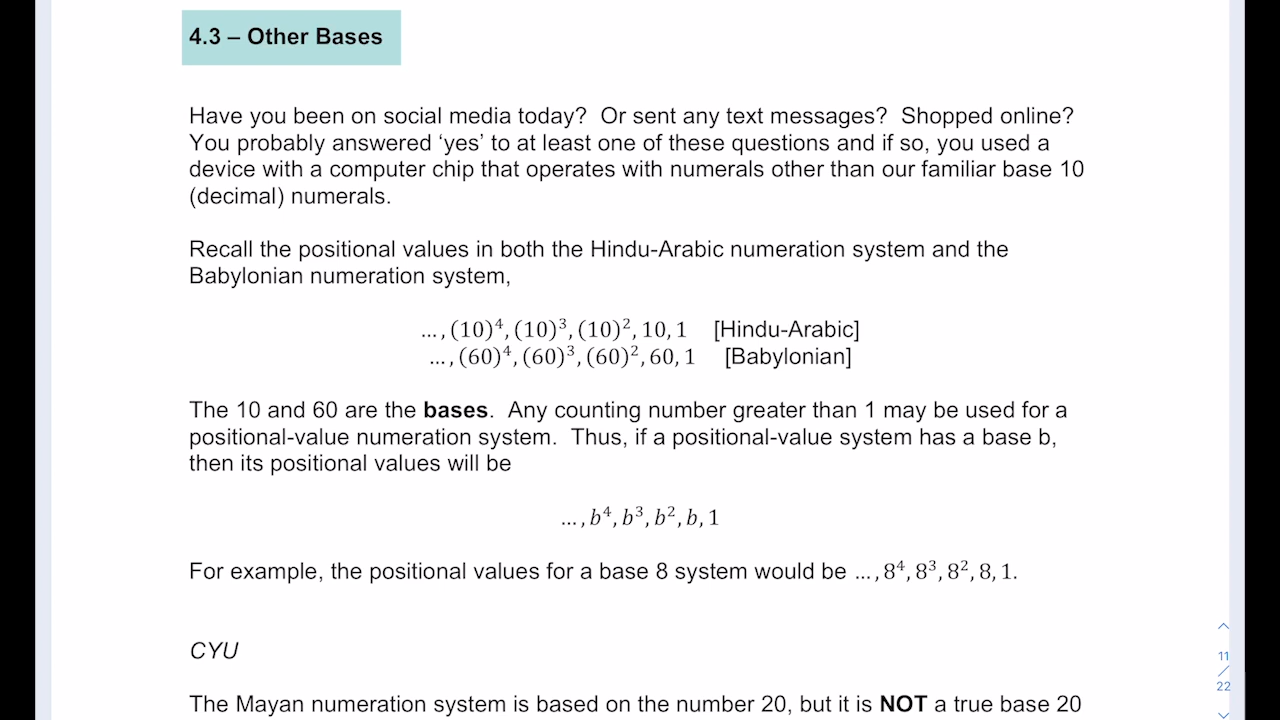 4.3 – Other Bases
Have you been on social media today?  Or sent any text messages?  Shopped online?
You probably answered ‘yes’ to at least one of these questions and if so, you used a
device with a computer chip that operates with numerals other than our familiar base 10
(decimal) numerals.
Recall the positional values in both the Hindu-Arabic numeration system and the
Babylonian numeration system,
…, (10)⁴, (10)³, (10)², 10, 1    [Hindu-Arabic]
…, (60)⁴, (60)³, (60)², 60, 1    [Babylonian]
The 10 and 60 are the bases.  Any counting number greater than 1 may be used for a
positional-value numeration system.  Thus, if a positional-value system has a base b,
then its positional values will be
…, b⁴, b³, b², b, 1
For example, the positional values for a base 8 system would be …, 8⁴, 8³, 8², 8, 1.
CYU
The Mayan numeration system is based on the number 20, but it is NOT a true base 20
11
/
22